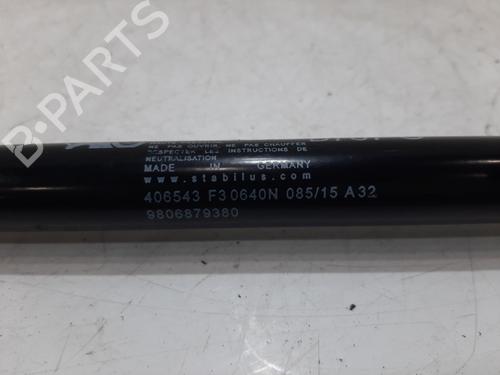 NE PAS OUVRIR, NE PAS CHAUFFER
RESPECTER LES INSTRUCTIONS DE
NEUTRALISATION
MADE IN GERMANY
www.stabilus.com
406543 F30640N 085/15 A32
9806879380